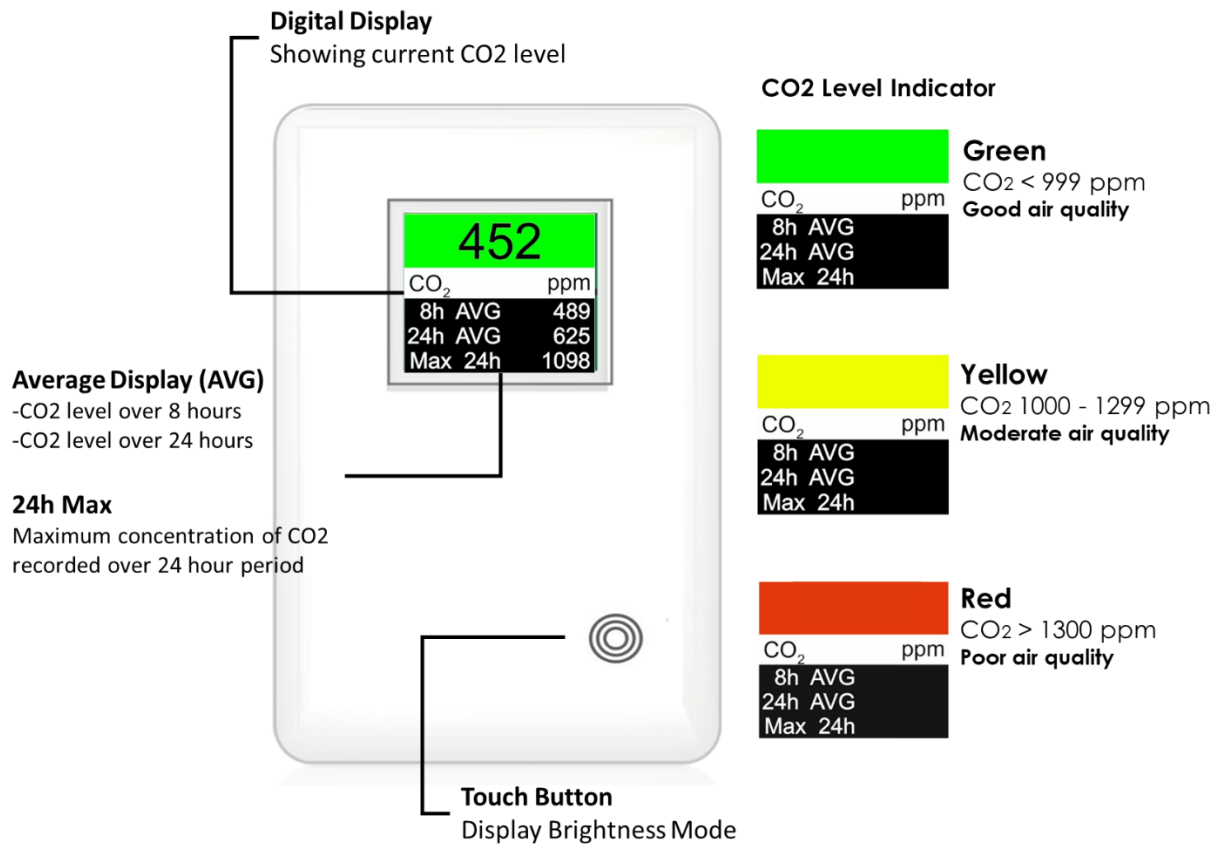 Digital Display
Showing current CO2 level
CO2 Level Indicator
452
CO₂ ppm
8h AVG 489
24h AVG 625
Max 24h 1098
Average Display (AVG)
-CO2 level over 8 hours
-CO2 level over 24 hours
24h Max
Maximum concentration of CO2
recorded over 24 hour period
Touch Button
Display Brightness Mode
CO₂ ppm
8h AVG
24h AVG
Max 24h
Green
CO2 < 999 ppm
Good air quality
CO₂ ppm
8h AVG
24h AVG
Max 24h
Yellow
CO2 1000 - 1299 ppm
Moderate air quality
CO₂ ppm
8h AVG
24h AVG
Max 24h
Red
CO2 > 1300 ppm
Poor air quality